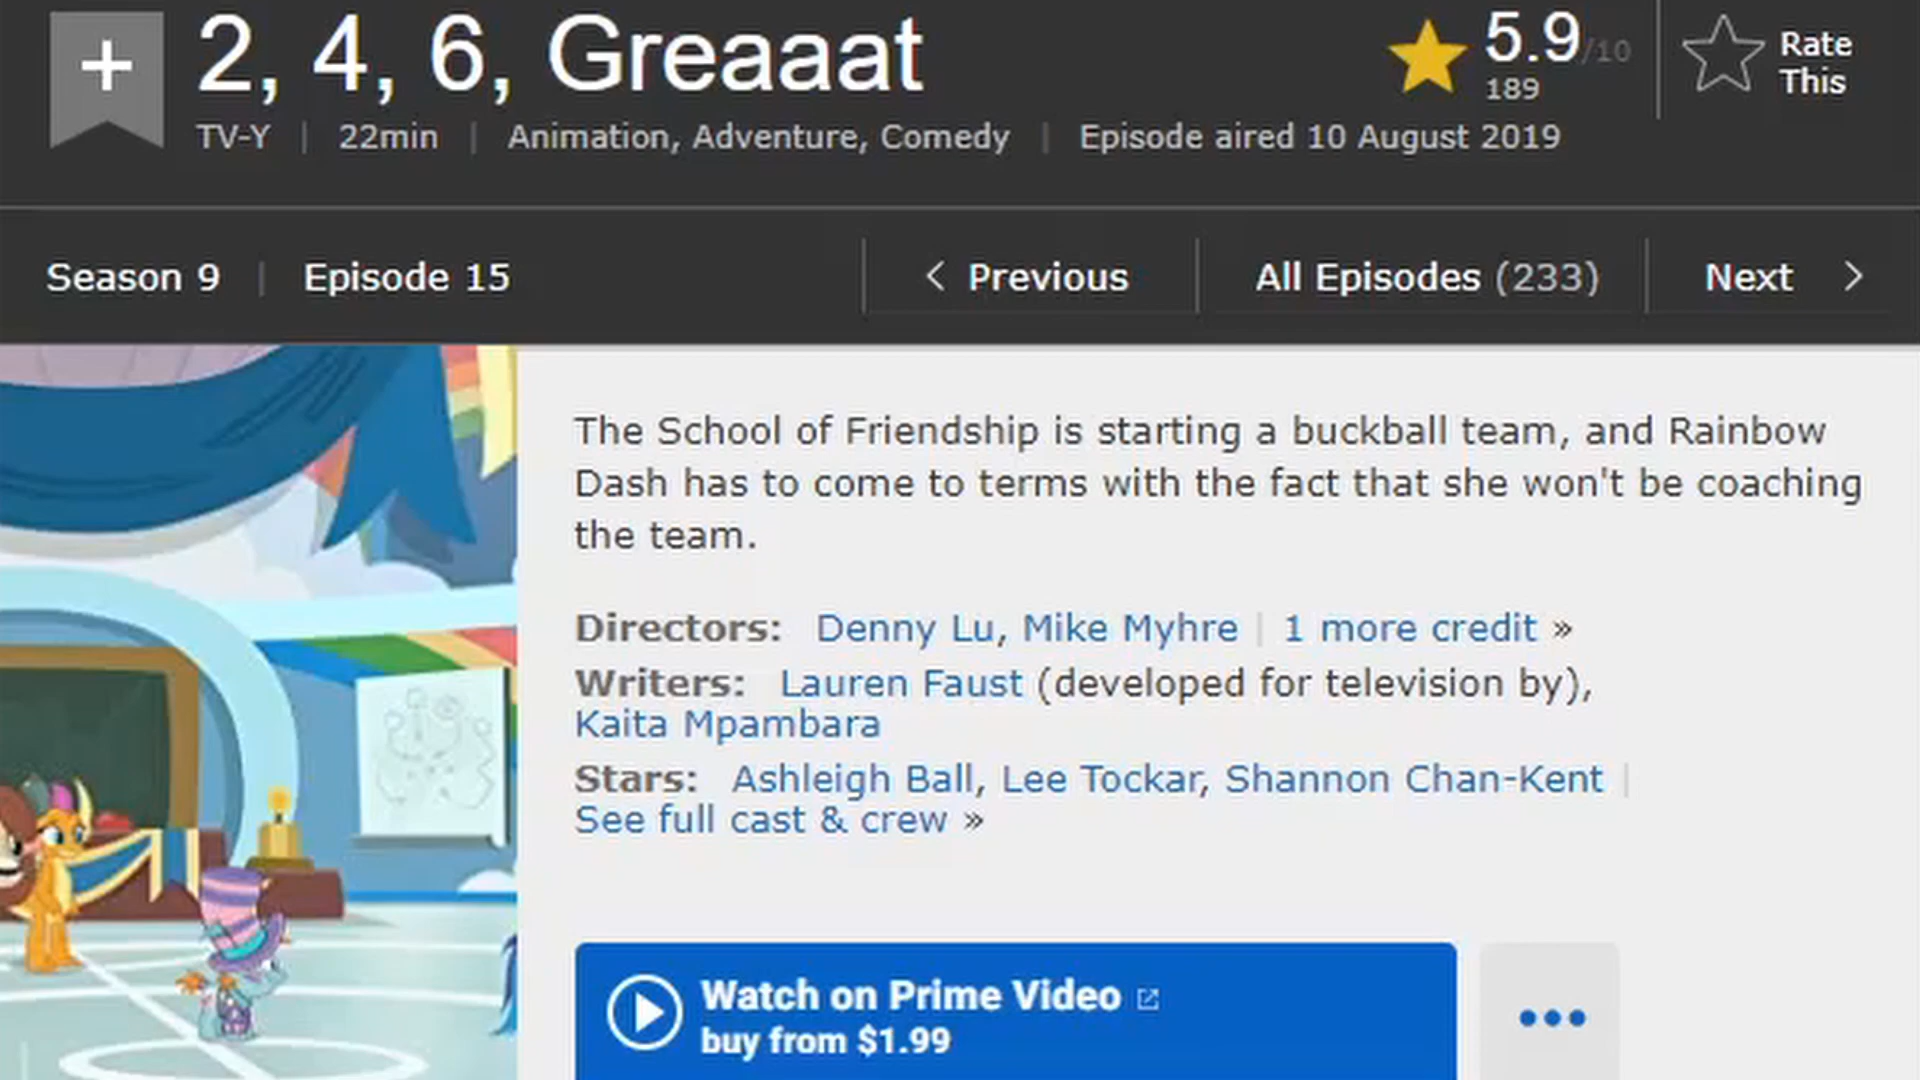 2, 4, 6, Greaaat
5.9/10
189
Rate
This
TV-Y | 22min | Animation, Adventure, Comedy | Episode aired 10 August 2019
Season 9 | Episode 15
Previous
All Episodes (233)
Next
The School of Friendship is starting a buckball team, and Rainbow
Dash has to come to terms with the fact that she won't be coaching
the team.
Directors: Denny Lu, Mike Myhre | 1 more credit »
Writers: Lauren Faust (developed for television by),
Kaita Mpambara
Stars: Ashleigh Ball, Lee Tockar, Shannon Chan-Kent |
See full cast & crew »
Watch on Prime Video
buy from $1.99